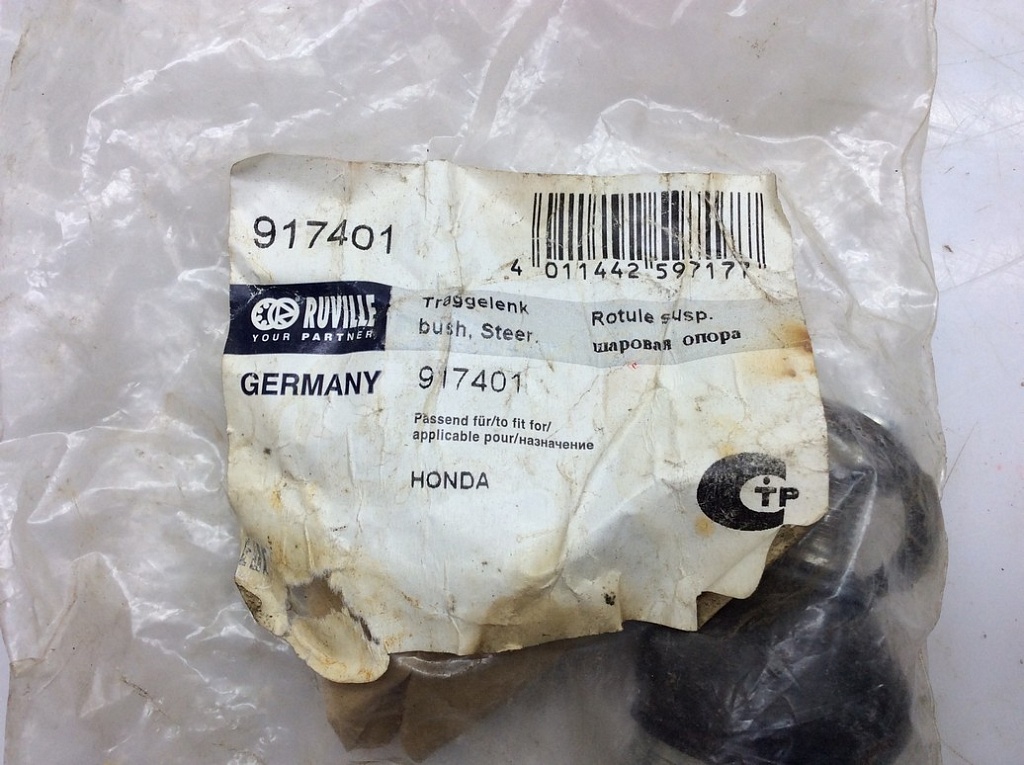 917401
4 011442 597177
RUVILLE
YOUR PARTNER
GERMANY
Traggelenk
bush, Steer.
Rotule susp.
шаровая опора
917401
Passend für/to fit for/
applicable pour/назначение
HONDA